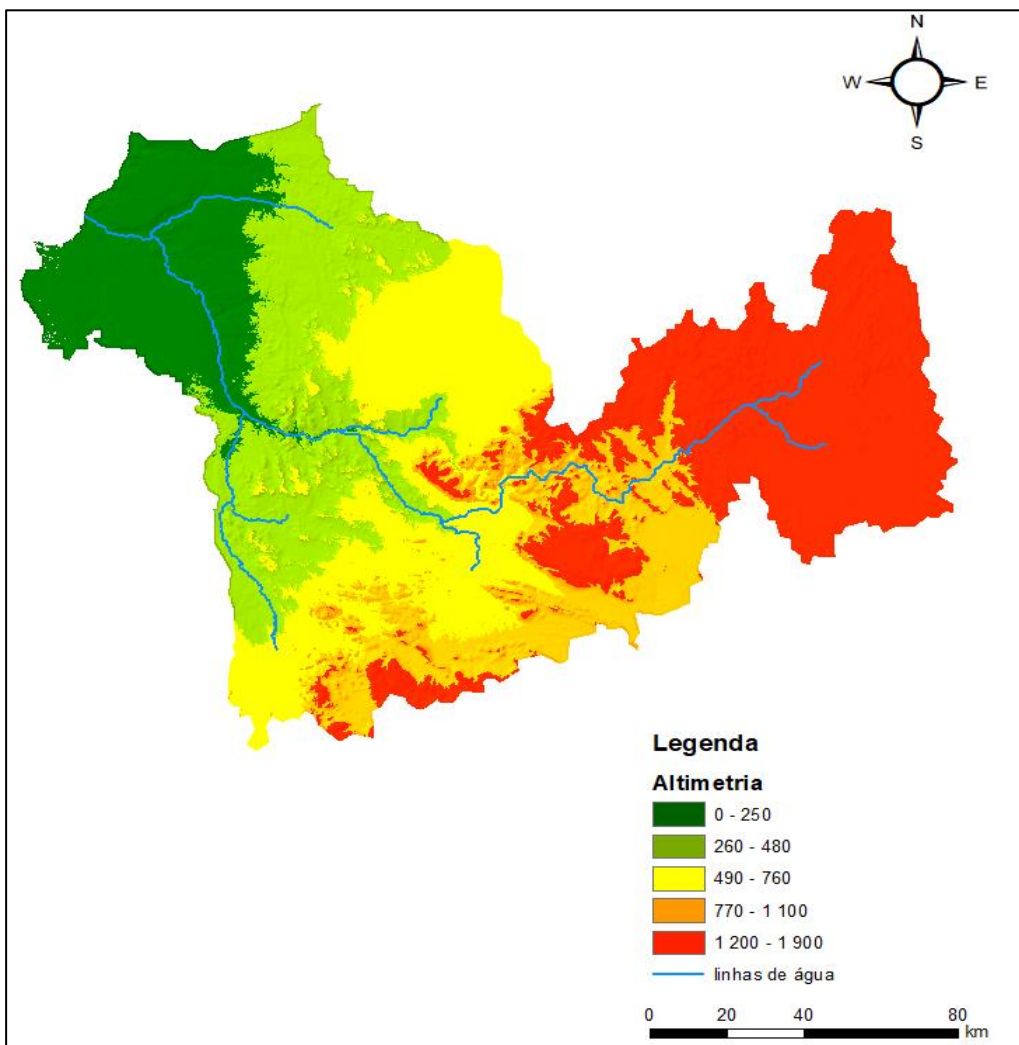 N
W E
S
Legenda
Altimetria
0 - 250
260 - 480
490 - 760
770 - 1 100
1 200 - 1 900
linhas de água
0 20 40 80
km